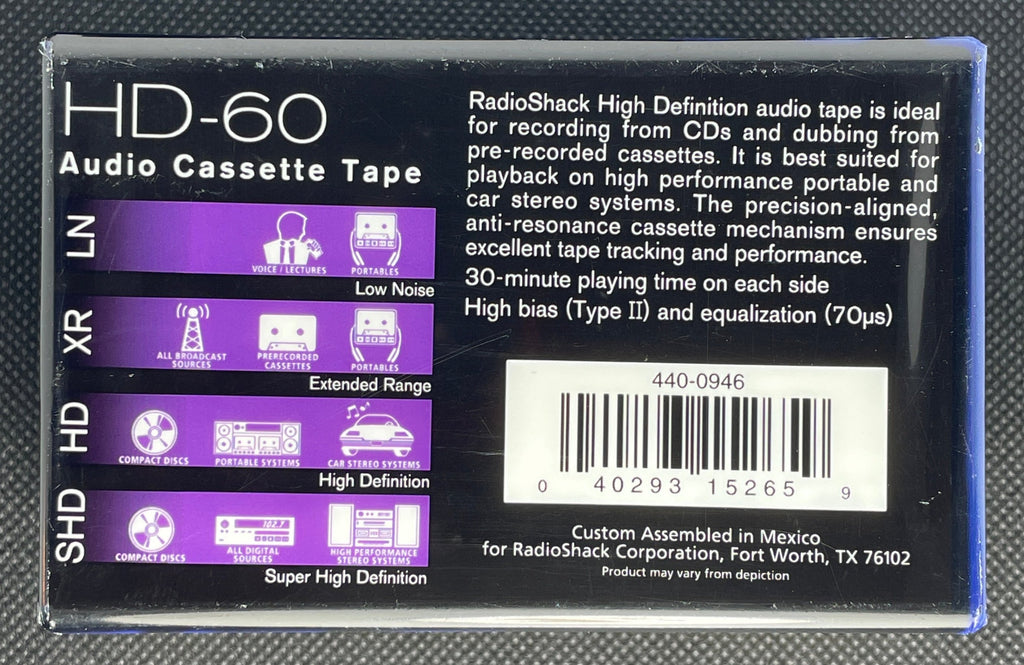 HD-60
Audio Cassette Tape
LN
VOICE / LECTURES
PORTABLES
Low Noise
XR
ALL BROADCAST
SOURCES
PRERECORDED
CASSETTES
PORTABLES
Extended Range
HD
COMPACT DISCS
PORTABLE SYSTEMS
CAR STEREO SYSTEMS
High Definition
SHD
COMPACT DISCS
102.7
ALL DIGITAL
SOURCES
HIGH PERFORMANCE
STEREO SYSTEMS
Super High Definition
RadioShack High Definition audio tape is ideal
for recording from CDs and dubbing from
pre-recorded cassettes. It is best suited for
playback on high performance portable and
car stereo systems. The precision-aligned,
anti-resonance cassette mechanism ensures
excellent tape tracking and performance.
30-minute playing time on each side
High bias (Type II) and equalization (70µs)
440-0946
0 40293 15265 9
Custom Assembled in Mexico
for RadioShack Corporation, Fort Worth, TX 76102
Product may vary from depiction